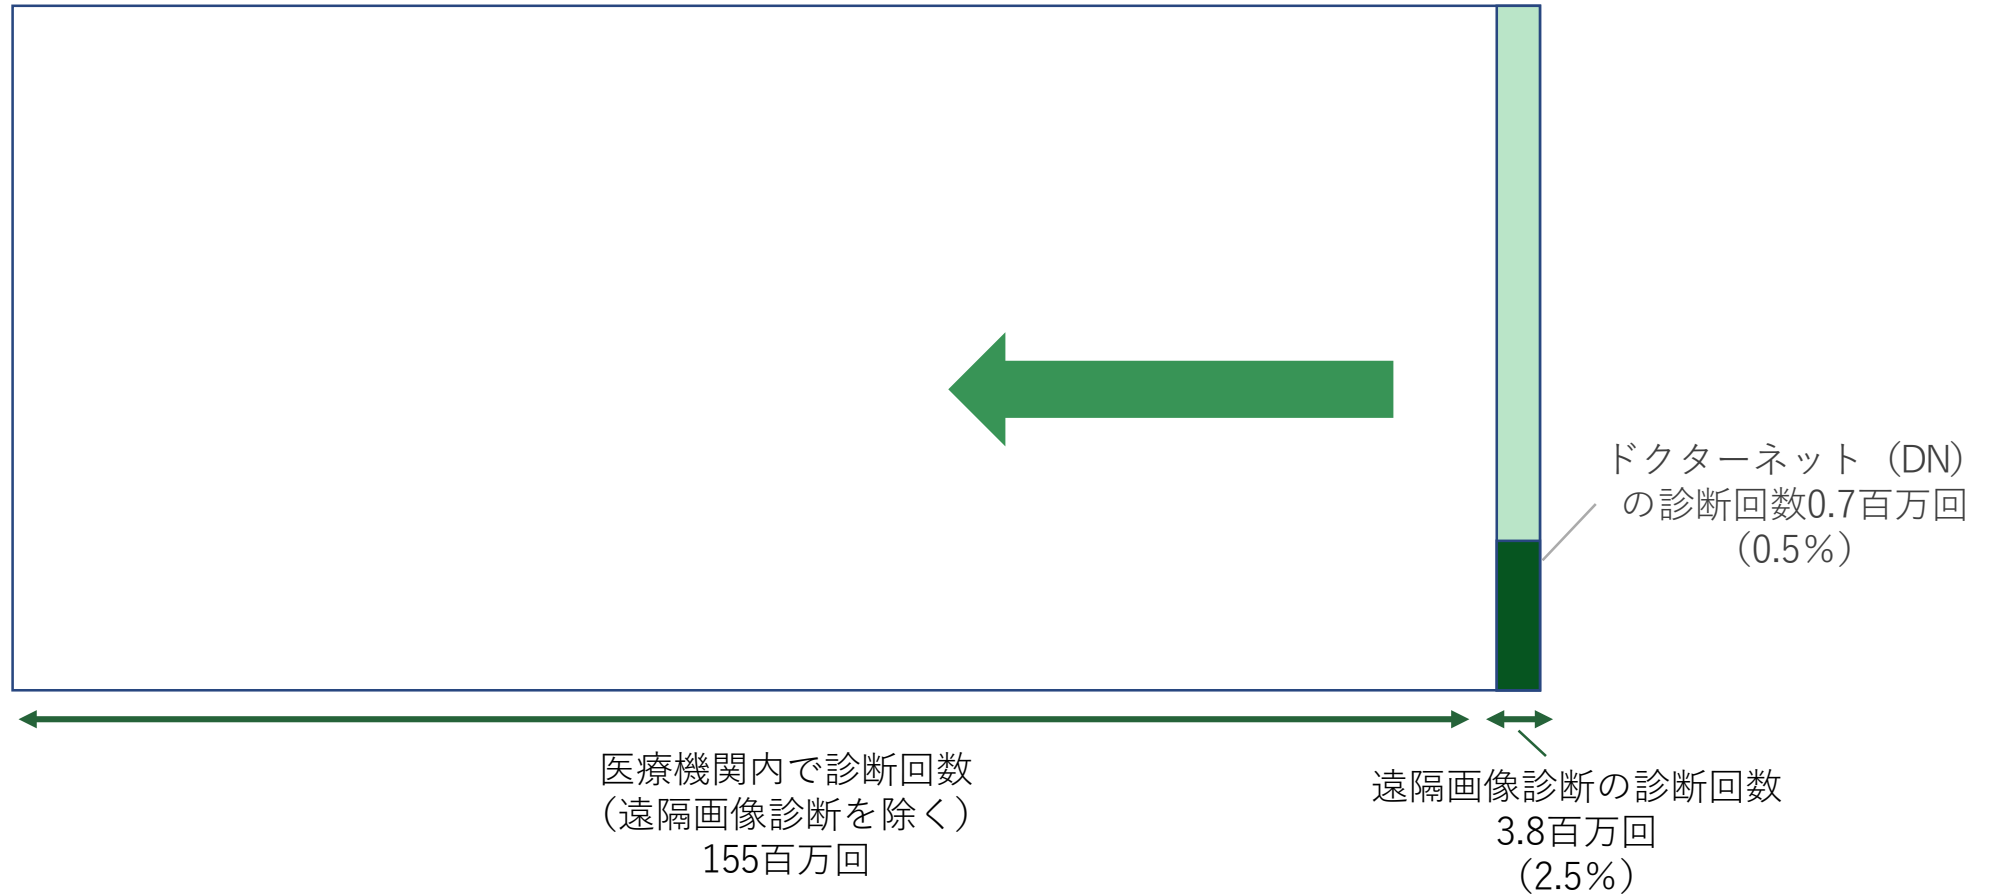 ドクターネット（DN）
の診断回数0.7百万回
（0.5％）
医療機関内で診断回数
（遠隔画像診断を除く）
155百万回
遠隔画像診断の診断回数
3.8百万回
（2.5％）